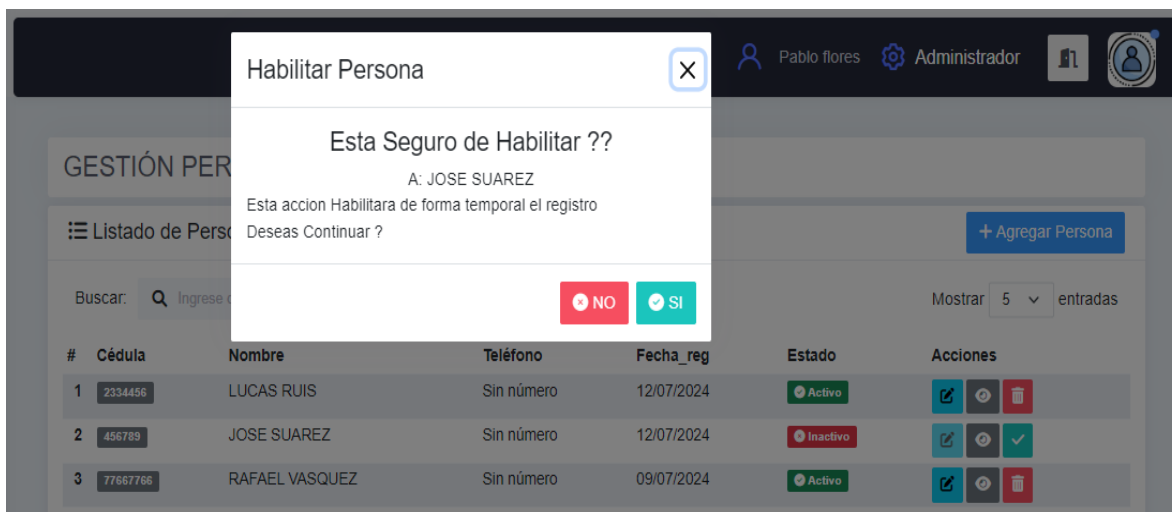 Habilitar Persona
Pablo flores Administrador
Esta Seguro de Habilitar ??
A: JOSE SUAREZ
Esta accion Habilitara de forma temporal el registro
Deseas Continuar ?
NO SI
GESTIÓN PER
Listado de Perso
+ Agregar Persona
Buscar: Ingrese
Mostrar 5 entradas
# Cédula Nombre Teléfono Fecha_reg Estado Acciones
1 2334456 LUCAS RUIS Sin número 12/07/2024 Activo
2 456789 JOSE SUAREZ Sin número 12/07/2024 Inactivo
3 77667766 RAFAEL VASQUEZ Sin número 09/07/2024 Activo